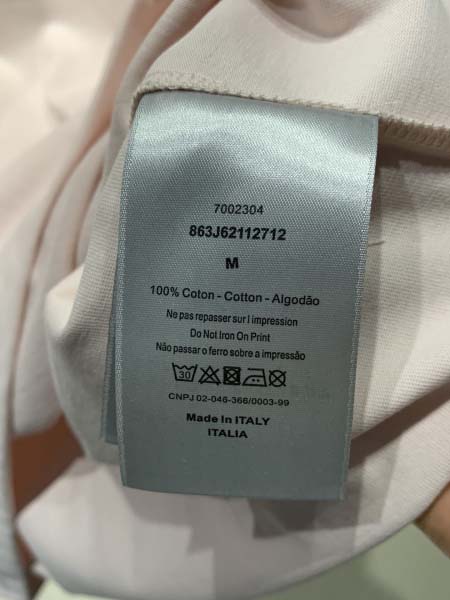 7002304
863J62112712
M
100% Coton - Cotton - Algodão
Ne pas repasser sur l impression
Do Not Iron On Print
Não passar o ferro sobre a impressão
30
CNPJ 02-046-366/0003-99
Made In ITALY
ITALIA